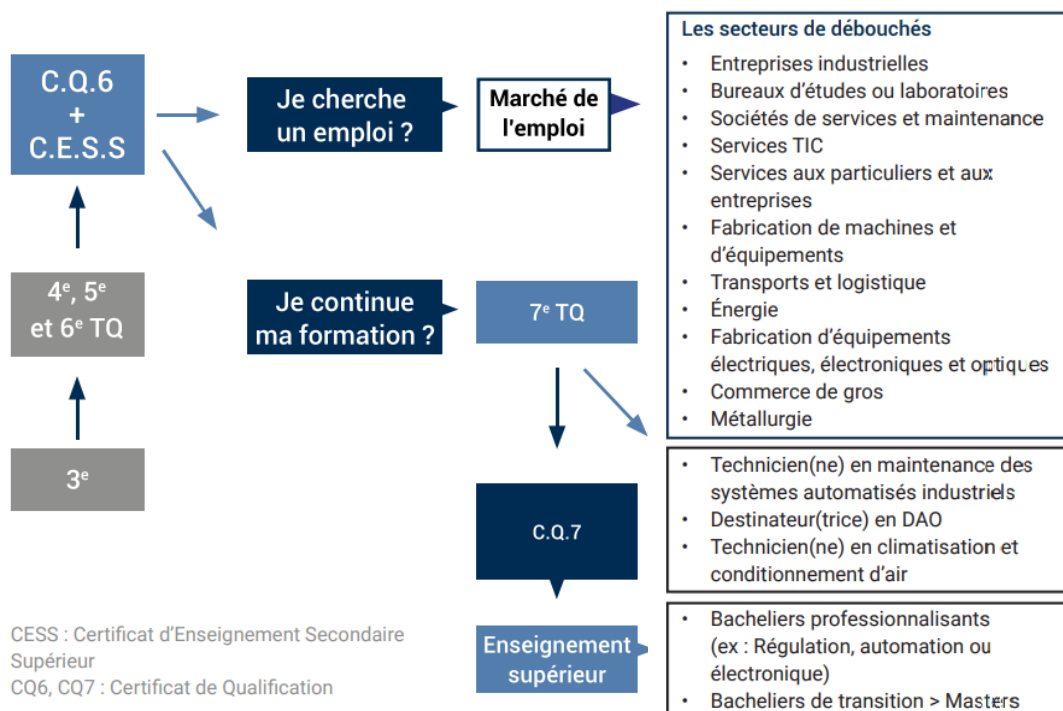 C.Q.6
+
C.E.S.S
4e, 5e
et 6e TQ
3e
Je cherche
un emploi ?
Marché de
l'emploi
Je continue
ma formation ?
7e TQ
C.Q.7
Enseignement
supérieur
Les secteurs de débouchés
• Entreprises industrielles
• Bureaux d'études ou laboratoires
• Sociétés de services et maintenance
• Services TIC
• Services aux particuliers et aux
entreprises
• Fabrication de machines et
d'équipements
• Transports et logistique
• Énergie
• Fabrication d'équipements
électriques, électroniques et optiques
• Commerce de gros
• Métallurgie
• Technicien(ne) en maintenance des
systèmes automatisés industriels
• Destinateur(trice) en DAO
• Technicien(ne) en climatisation et
conditionnement d'air
• Bacheliers professionnalisants
(ex : Régulation, automation ou
électronique)
• Bacheliers de transition > Masters
CESS : Certificat d'Enseignement Secondaire
Supérieur
CQ6, CQ7 : Certificat de Qualification